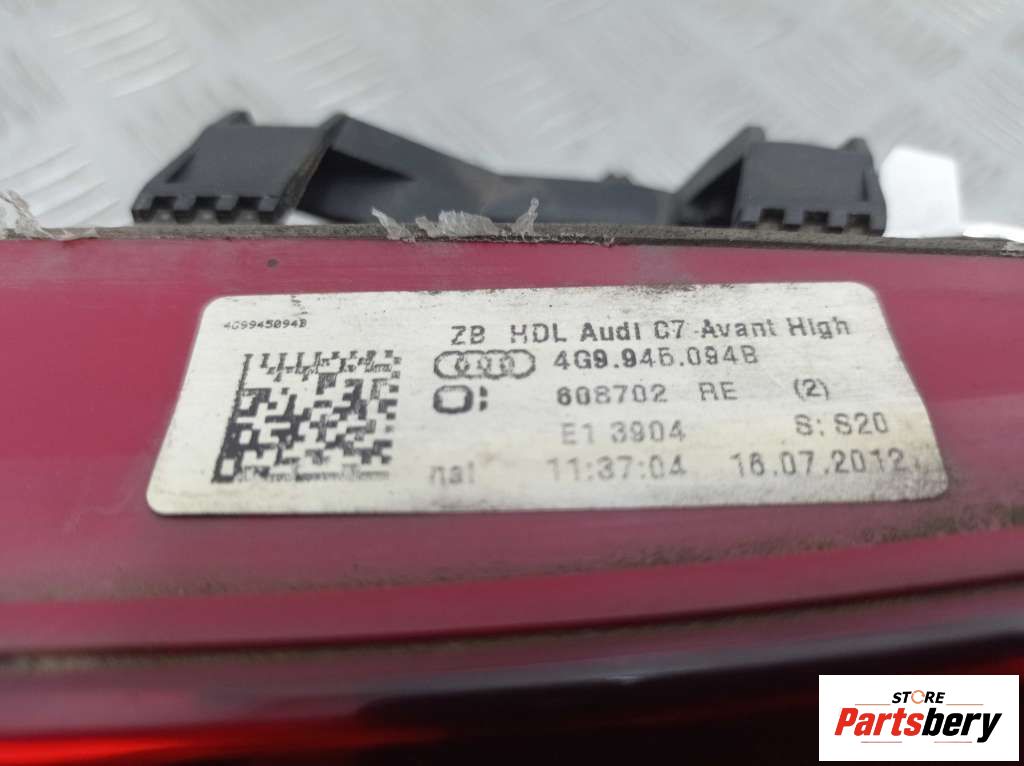 4G9945094B
ZB HDL Audi C7 Avant High
4G9.945.094B
608702 RE (2)
E1 3904 S: S20
11:37:04 16.07.2012
STORE
Partsbery